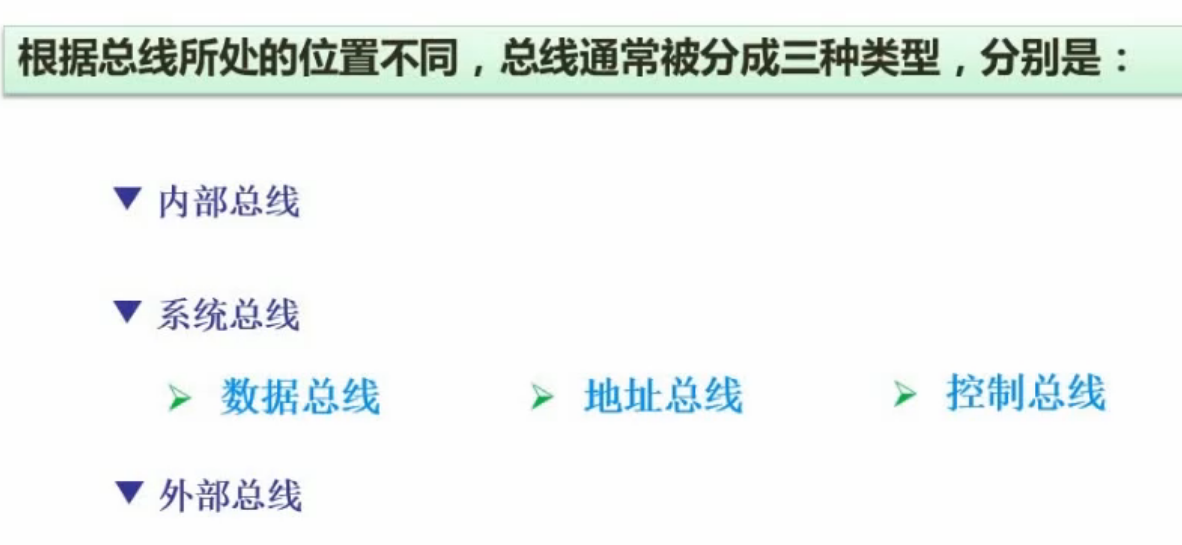 根据总线所处的位置不同，总线通常被分成三种类型，分别是：
内部总线
系统总线
数据总线 地址总线 控制总线
外部总线